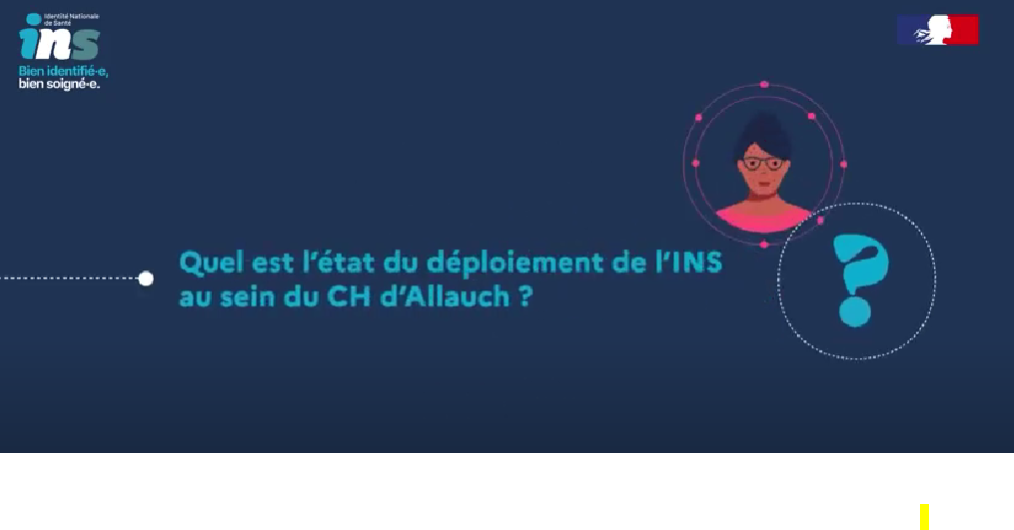 Identité Nationale
de Santé
ins
Bien identifié·e,
bien soigné·e.
Quel est l'état du déploiement de l'INS
au sein du CH d'Allauch ?
?